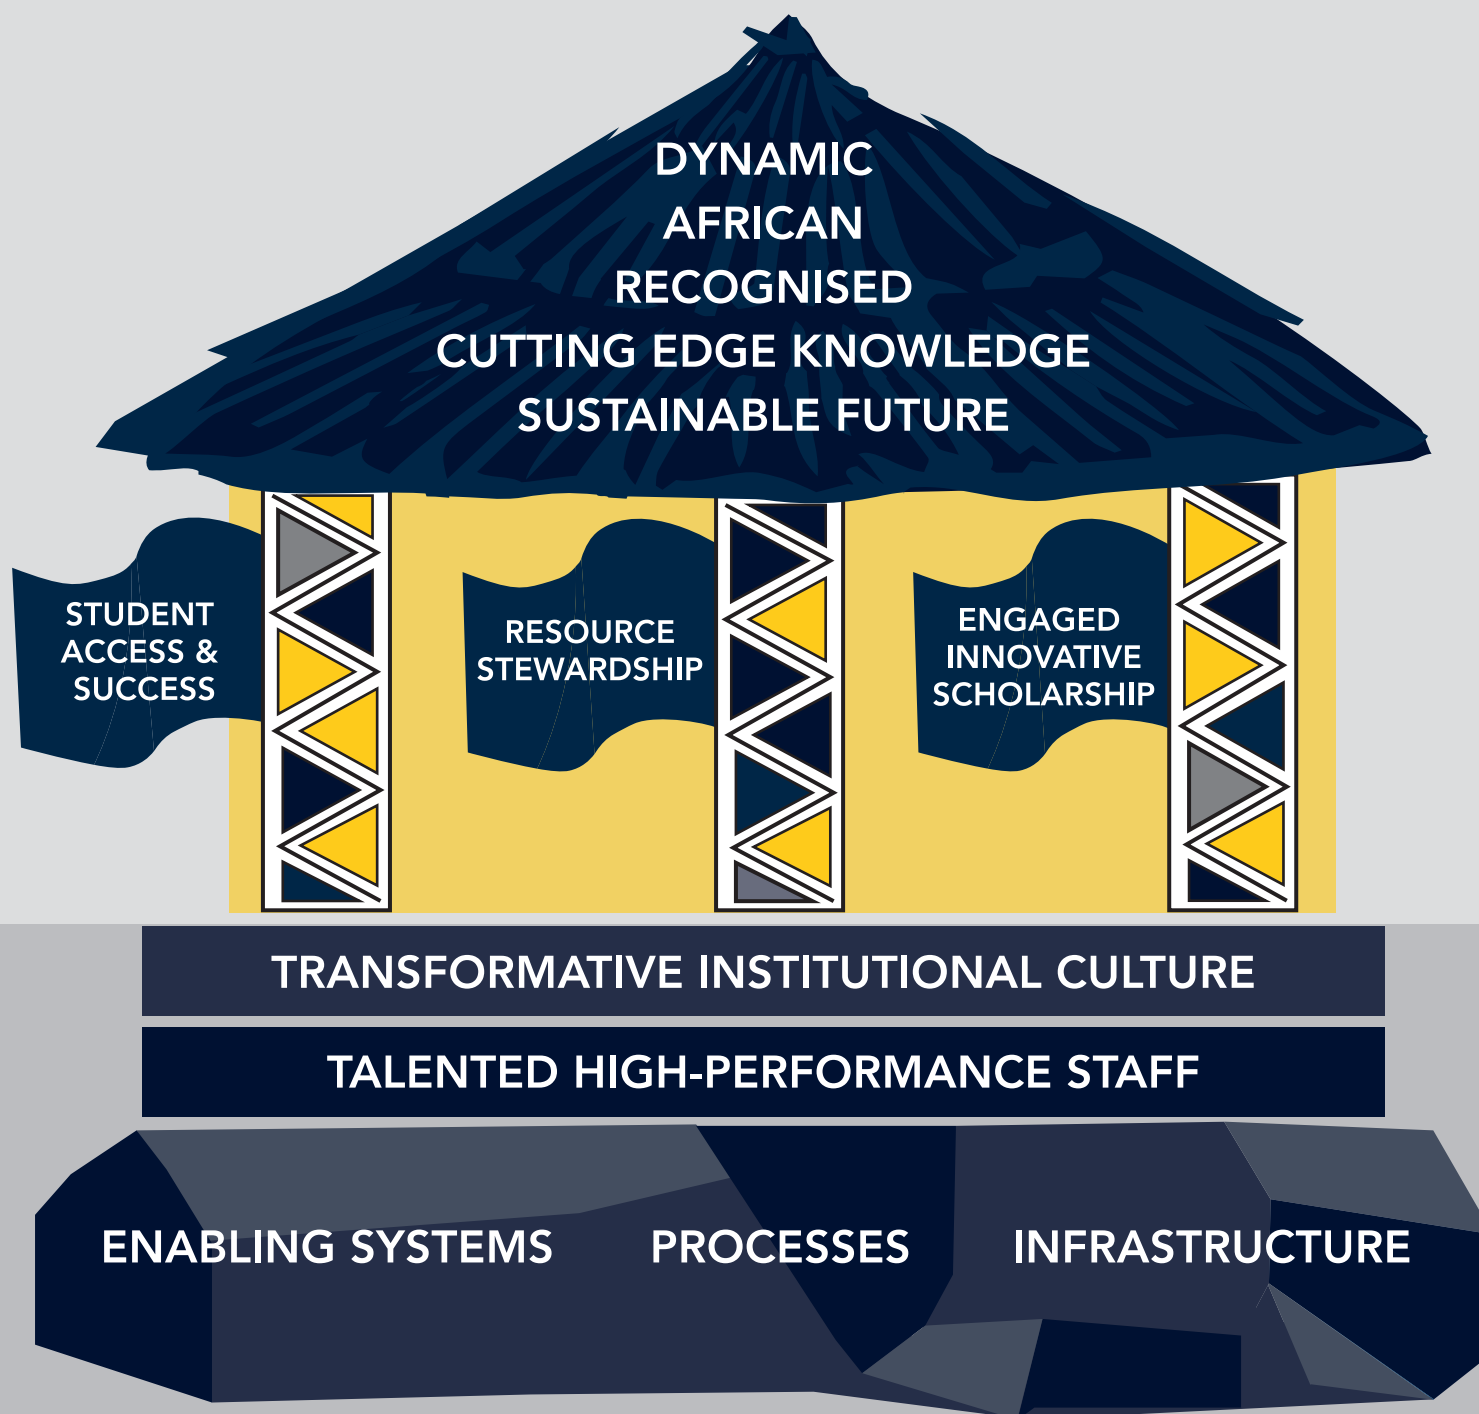 DYNAMIC
AFRICAN
RECOGNISED
CUTTING EDGE KNOWLEDGE
SUSTAINABLE FUTURE
STUDENT
ACCESS &
SUCCESS
RESOURCE
STEWARDSHIP
ENGAGED
INNOVATIVE
SCHOLARSHIP
TRANSFORMATIVE INSTITUTIONAL CULTURE
TALENTED HIGH-PERFORMANCE STAFF
ENABLING SYSTEMS
PROCESSES
INFRASTRUCTURE